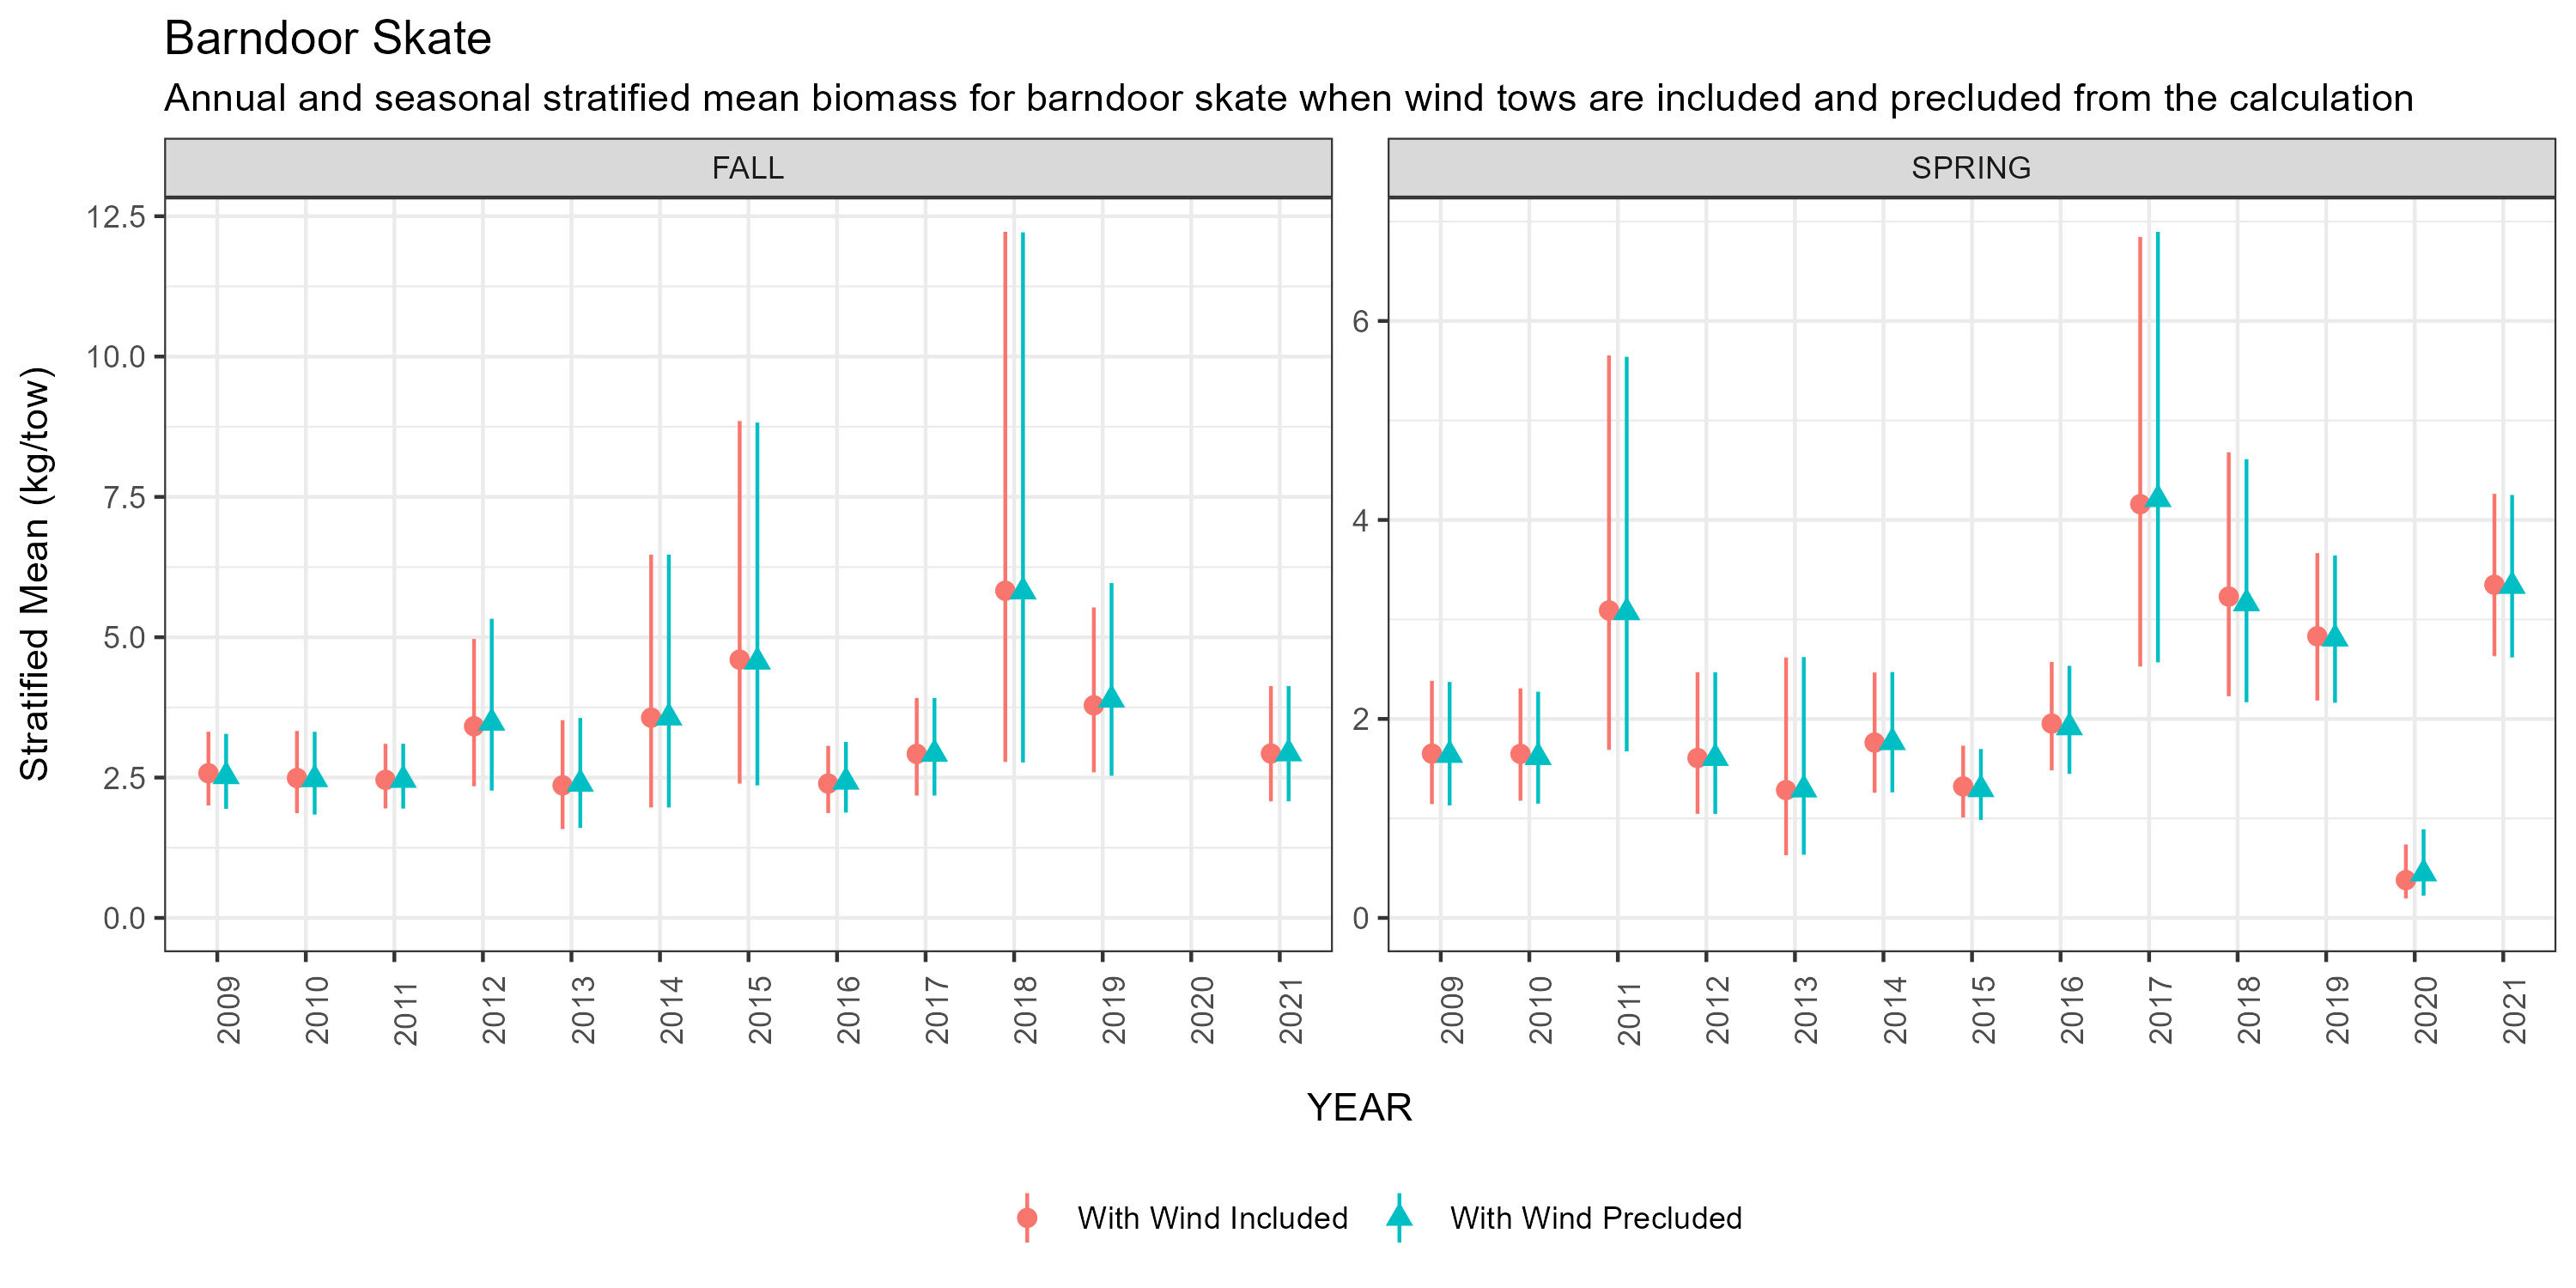 Barndoor Skate
Annual and seasonal stratified mean biomass for barndoor skate when wind tows are included and precluded from the calculation
FALL
SPRING
Stratified Mean (kg/tow)
12.5
10.0
7.5
5.0
2.5
0.0
6
4
2
0
2009 2010 2011 2012 2013 2014 2015 2016 2017 2018 2019 2020 2021
2009 2010 2011 2012 2013 2014 2015 2016 2017 2018 2019 2020 2021
YEAR
With Wind Included
With Wind Precluded